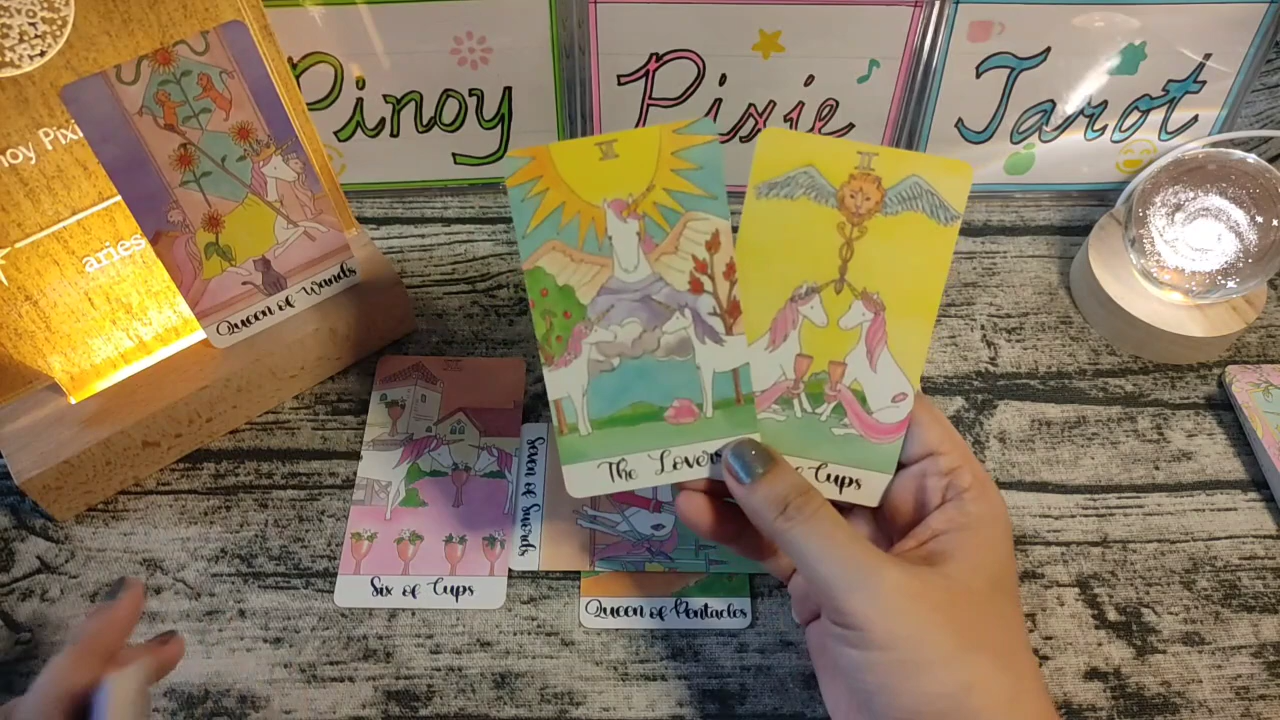 Pinoy
Pixie
Tarot
noy Pixi
aries
Queen of Wands
VI
The Lovers
II
Cups
Seven of Swords
Six of Cups
Queen of Pentacles